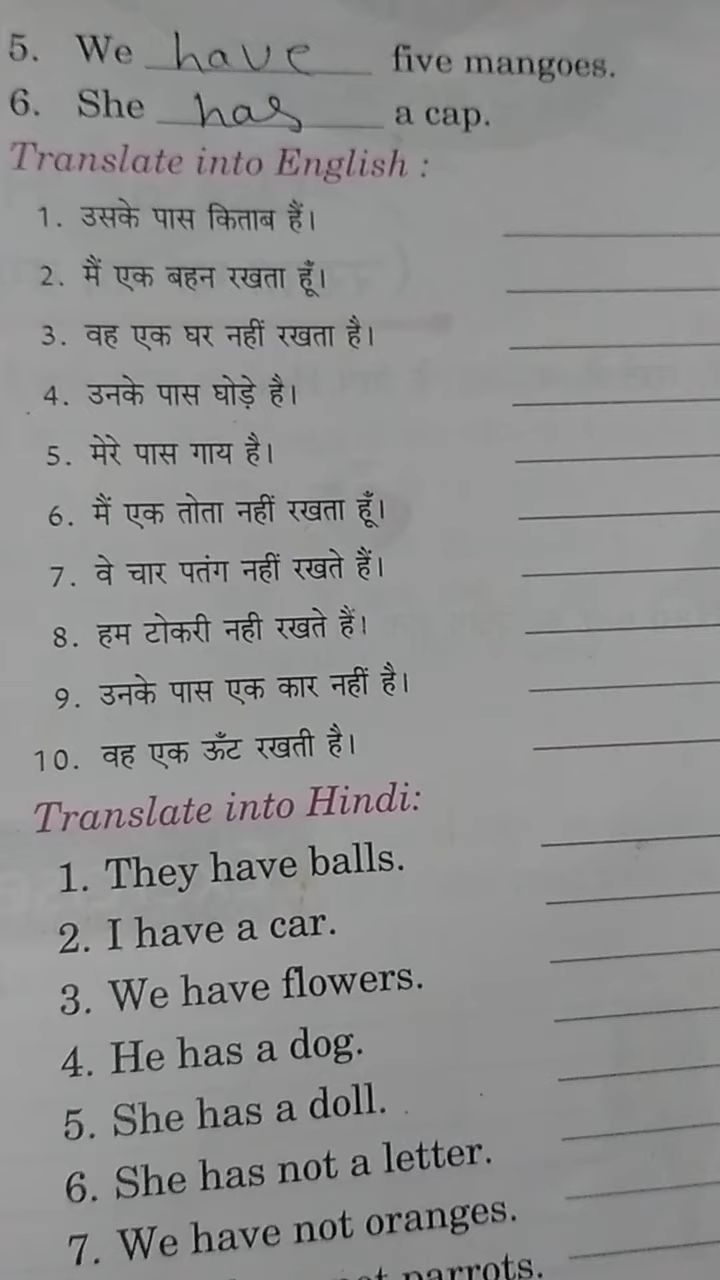 5. We have five mangoes.
6. She has a cap.
Translate into English :
1. उसके पास किताब हैं।
2. मैं एक बहन रखता हूँ।
3. वह एक घर नहीं रखता है।
4. उनके पास घोड़े है।
5. मेरे पास गाय है।
6. मैं एक तोता नहीं रखता हूँ।
7. वे चार पतंग नहीं रखते हैं।
8. हम टोकरी नही रखते हैं।
9. उनके पास एक कार नहीं है।
10. वह एक ऊँट रखती है।
Translate into Hindi:
1. They have balls.
2. I have a car.
3. We have flowers.
4. He has a dog.
5. She has a doll.
6. She has not a letter.
7. We have not oranges.
parrots.